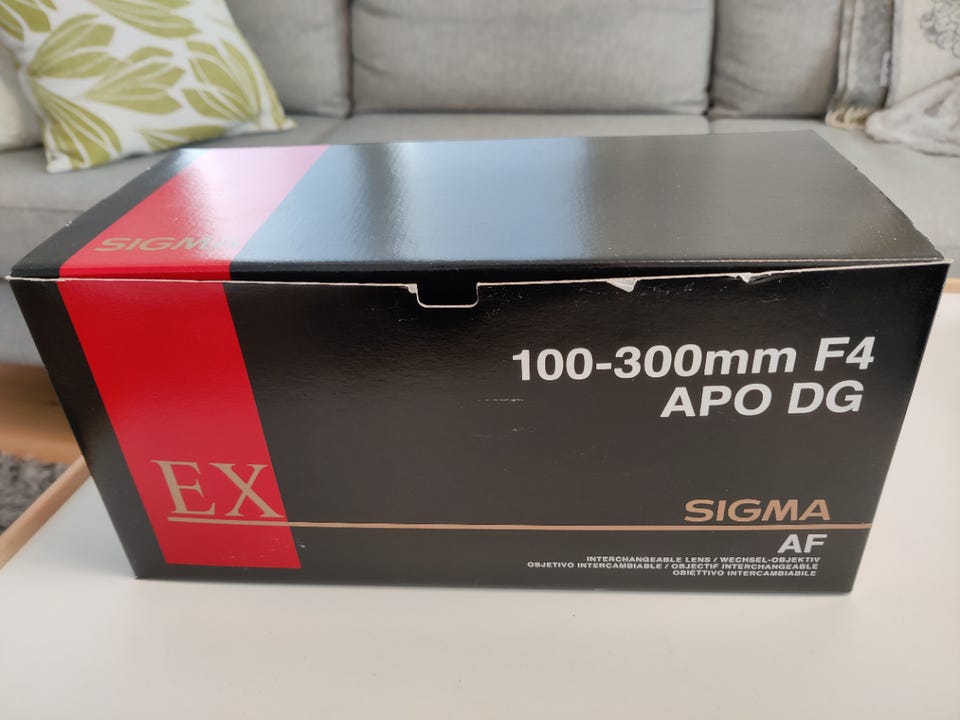 SIGMA
100-300mm F4
APO DG
EX
SIGMA
AF
INTERCHANGEABLE LENS / WECHSEL-OBJEKTIV
OBJETIVO INTERCAMBIABLE / OBJECTIF INTERCHANGEABLE
OBIETTIVO INTERCAMBIABILE